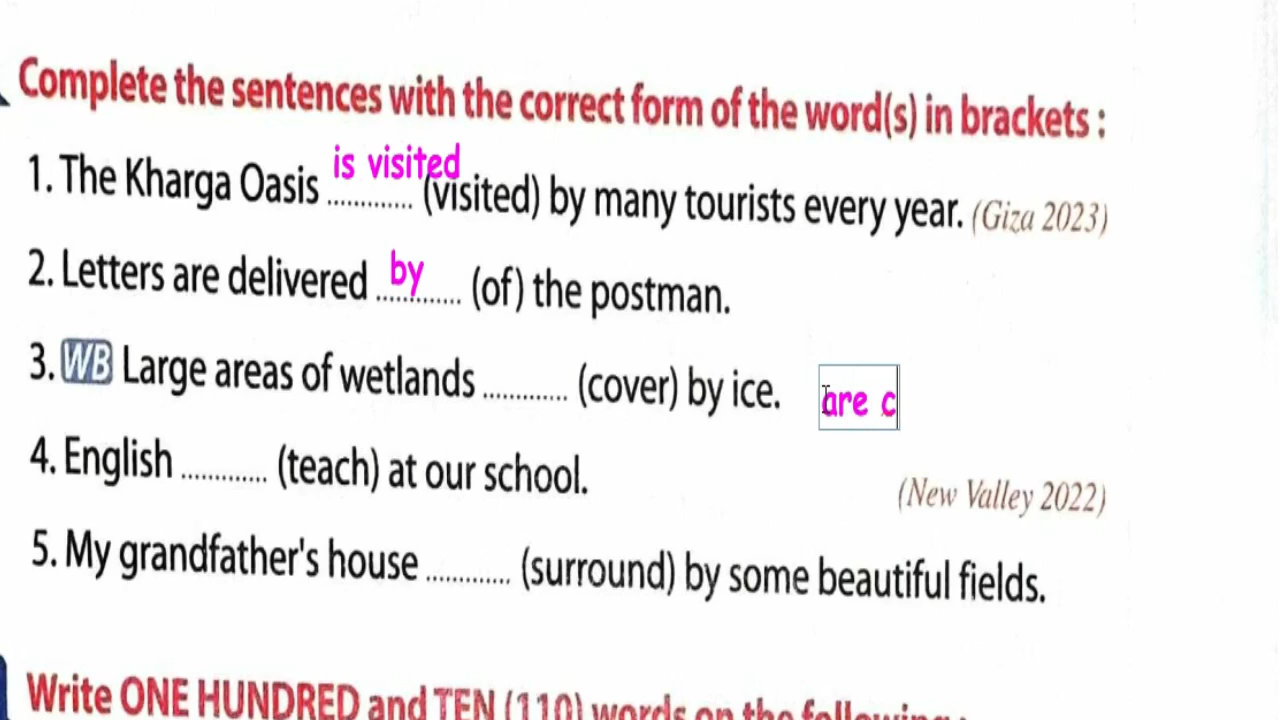 Complete the sentences with the correct form of the word(s) in brackets :
1. The Kharga Oasis ............. is visited (visited) by many tourists every year. (Giza 2023)
2. Letters are delivered ............. by (of) the postman.
3. WB Large areas of wetlands ............. (cover) by ice. are c
4. English ............. (teach) at our school. (New Valley 2022)
5. My grandfather's house ............. (surround) by some beautiful fields.
Write ONE HUNDRED and TEN (110) words on the following :